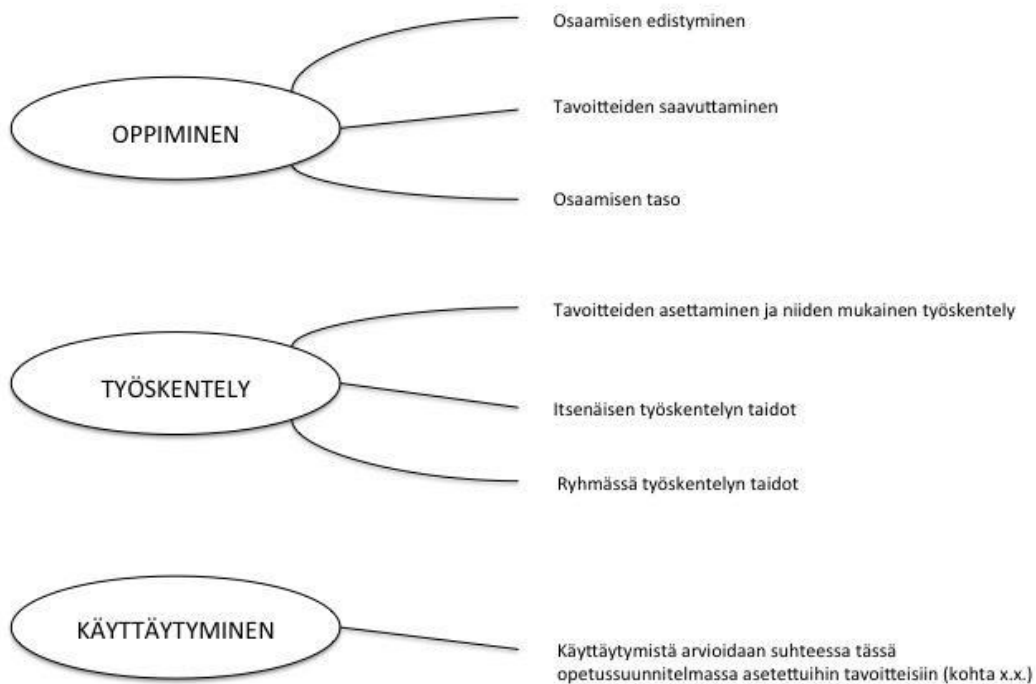 OPPIMINEN
Osaamisen edistyminen
Tavoitteiden saavuttaminen
Osaamisen taso
TYÖSKENTELY
Tavoitteiden asettaminen ja niiden mukainen työskentely
Itsenäisen työskentelyn taidot
Ryhmässä työskentelyn taidot
KÄYTTÄYTYMINEN
Käyttäytymistä arvioidaan suhteessa tässä
opetussuunnitelmassa asetettuihin tavoitteisiin (kohta x.x.)